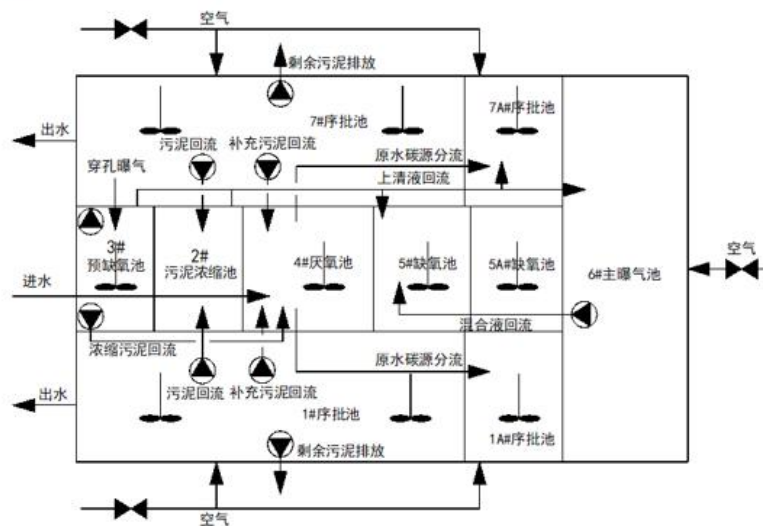 空气
剩余污泥排放
7#序批池
7A#序批池
出水
污泥回流
补充污泥回流
穿孔曝气
原水碳源分流
上清液回流
3#
预缺氧池
2#
污泥浓缩池
4#厌氧池
5#缺氧池
5A#缺氧池
6#主曝气池
空气
进水
混合液回流
浓缩污泥回流
原水碳源分流
出水
污泥回流
补充污泥回流
1#序批池
1A#序批池
剩余污泥排放
空气